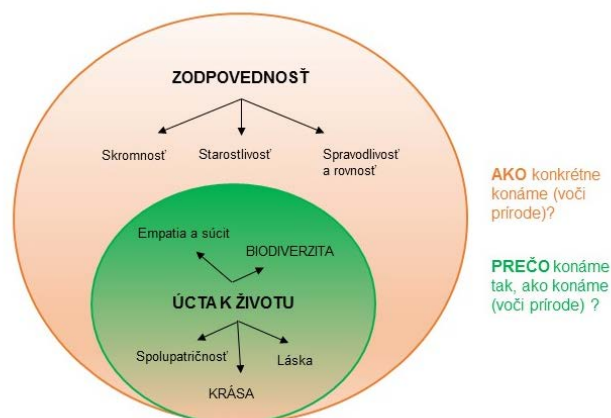 ZODPOVEDNOSŤ
Skromnosť
Starostlivosť
Spravodlivosť
a rovnosť
Empatia a súcit
BIODIVERZITA
ÚCTA K ŽIVOTU
Spolupatričnosť
Láska
KRÁSA
AKO konkrétne
konáme (voči
prírode)?
PREČO konáme
tak, ako konáme
(voči prírode) ?